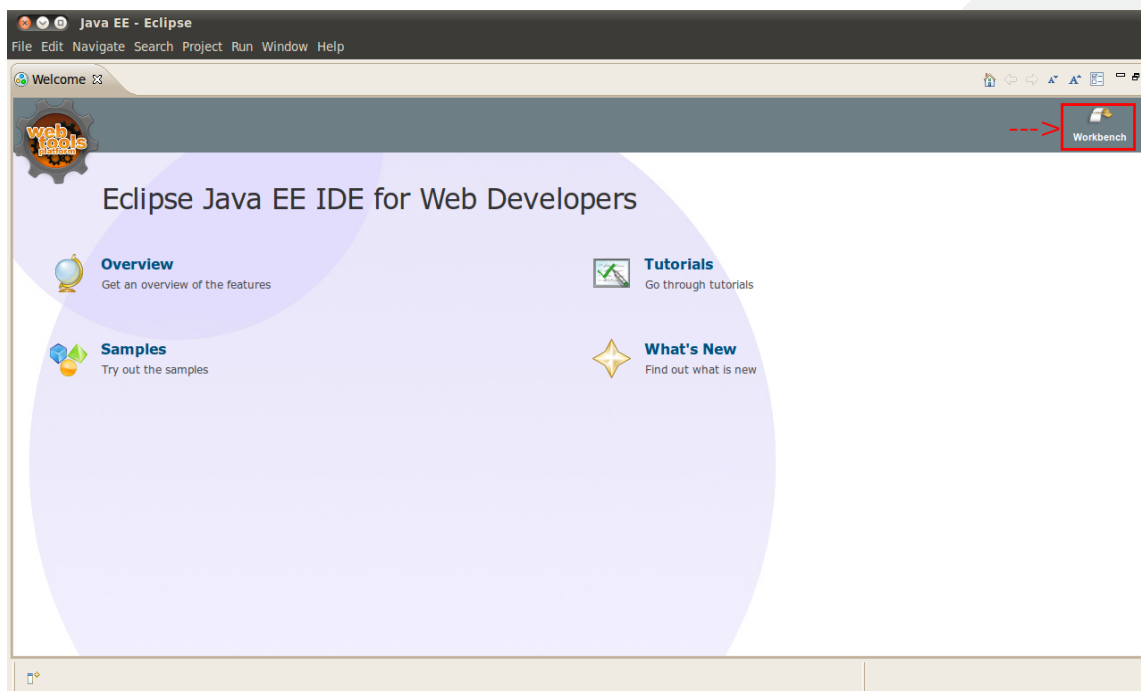 Java EE - Eclipse
File Edit Navigate Search Project Run Window Help
Welcome
web
tools
platform
--->
Workbench
Eclipse Java EE IDE for Web Developers
Overview
Get an overview of the features
Tutorials
Go through tutorials
Samples
Try out the samples
What's New
Find out what is new